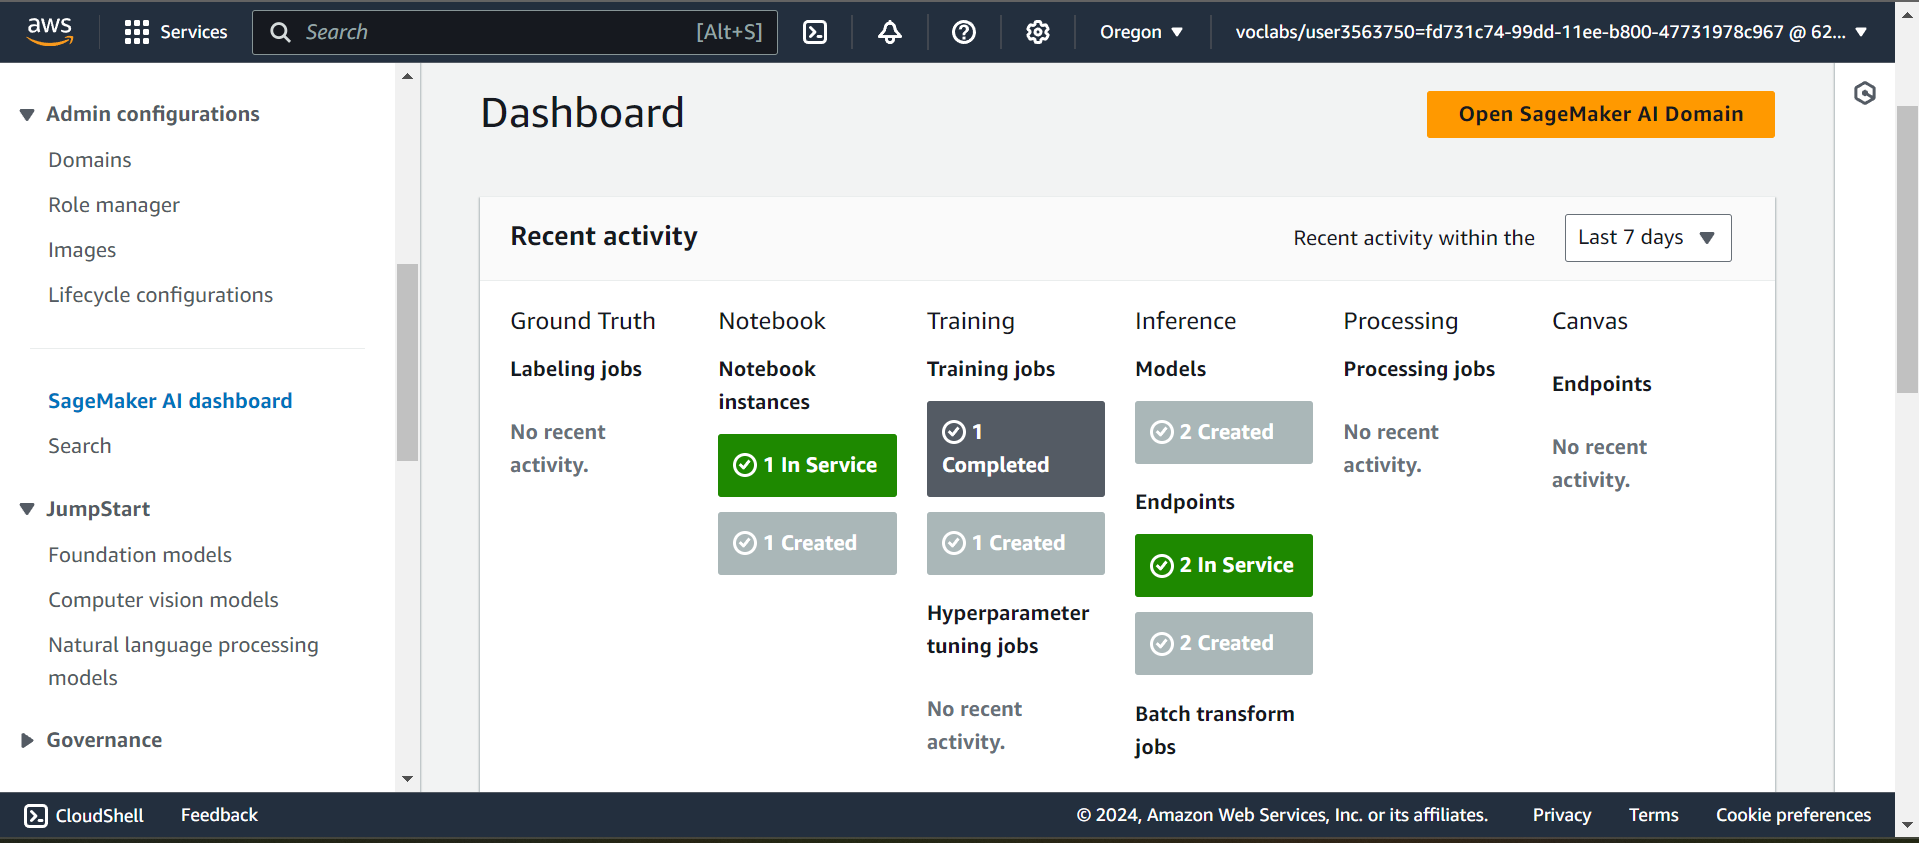 aws
Services
Search [Alt+S]
Oregon
voclabs/user3563750=fd731c74-99dd-11ee-b800-47731978c967 @ 62...
Admin configurations
Domains
Role manager
Images
Lifecycle configurations
SageMaker AI dashboard
Search
JumpStart
Foundation models
Computer vision models
Natural language processing
models
Governance
Dashboard
Open SageMaker AI Domain
Recent activity
Recent activity within the
Last 7 days
Ground Truth
Labeling jobs
No recent
activity.
Notebook
Notebook
instances
1 In Service
1 Created
Training
Training jobs
1
Completed
1 Created
Hyperparameter
tuning jobs
No recent
activity.
Inference
Models
2 Created
Endpoints
2 In Service
2 Created
Batch transform
jobs
Processing
Processing jobs
No recent
activity.
Canvas
Endpoints
No recent
activity.
CloudShell
Feedback
© 2024, Amazon Web Services, Inc. or its affiliates.
Privacy
Terms
Cookie preferences